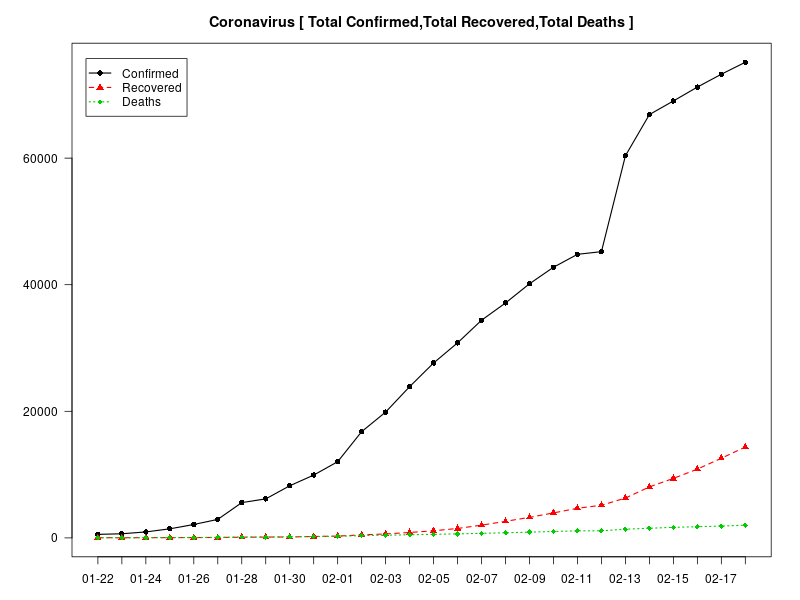 Coronavirus [ Total Confirmed,Total Recovered,Total Deaths ]
Confirmed
Recovered
Deaths
60000
40000
20000
0
01-22 01-24 01-26 01-28 01-30 02-01 02-03 02-05 02-07 02-09 02-11 02-13 02-15 02-17